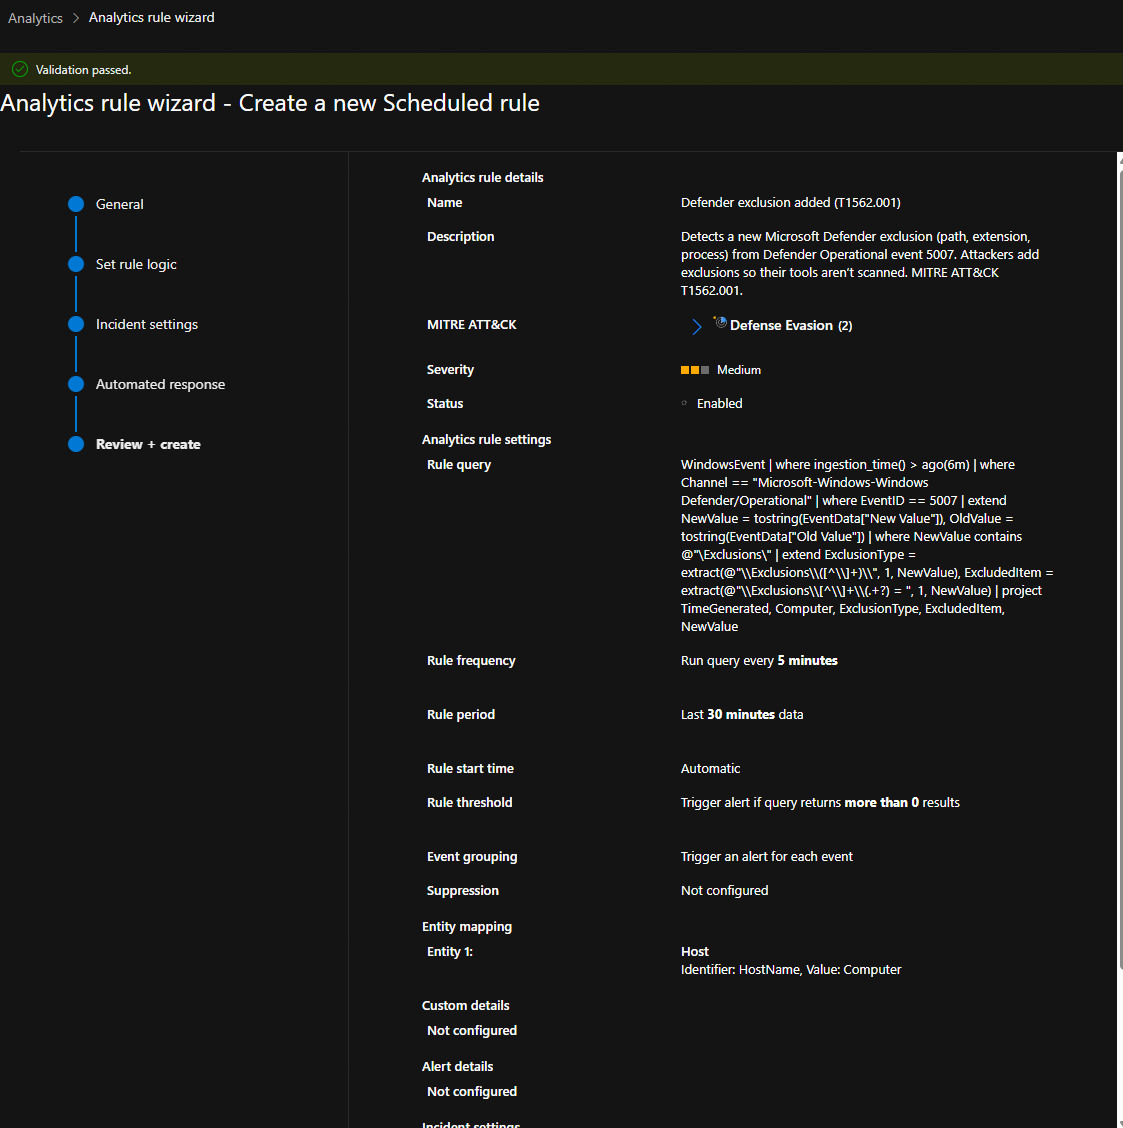 Analytics > Analytics rule wizard
Validation passed.
Analytics rule wizard - Create a new Scheduled rule
General
Set rule logic
Incident settings
Automated response
Review + create
Analytics rule details
Name
Defender exclusion added (T1562.001)
Description
Detects a new Microsoft Defender exclusion (path, extension,
process) from Defender Operational event 5007. Attackers add
exclusions so their tools aren't scanned. MITRE ATT&CK
T1562.001.
MITRE ATT&CK
Defense Evasion (2)
Severity
Medium
Status
Enabled
Analytics rule settings
Rule query
WindowsEvent | where ingestion_time() > ago(6m) | where
Channel == "Microsoft-Windows-Windows
Defender/Operational" | where EventID == 5007 | extend
NewValue = tostring(EventData["New Value"]), OldValue =
tostring(EventData["Old Value"]) | where NewValue contains
@"\Exclusions\" | extend ExclusionType =
extract(@"\\Exclusions\\([^\\]+)\\", 1, NewValue), ExcludedItem =
extract(@"\\Exclusions\\[^\\]+\\(.+?) = ", 1, NewValue) | project
TimeGenerated, Computer, ExclusionType, ExcludedItem,
NewValue
Rule frequency
Run query every 5 minutes
Rule period
Last 30 minutes data
Rule start time
Automatic
Rule threshold
Trigger alert if query returns more than 0 results
Event grouping
Trigger an alert for each event
Suppression
Not configured
Entity mapping
Entity 1:
Host
Identifier: HostName, Value: Computer
Custom details
Not configured
Alert details
Not configured
Incident settings